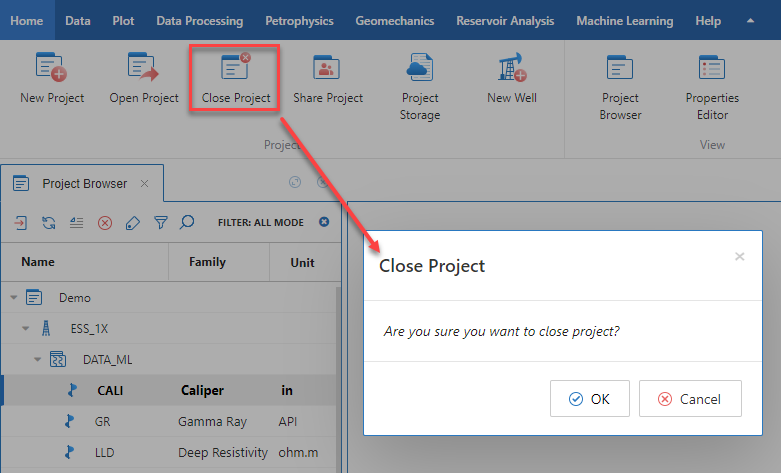 Home Data Plot Data Processing Petrophysics Geomechanics Reservoir Analysis Machine Learning Help
New Project Open Project Close Project Share Project Project Storage New Well Project Browser Properties Editor
Project View
Project Browser
FILTER: ALL MODE
Name Family Unit
Demo
ESS_1X
DATA_ML
CALI Caliper in
GR Gamma Ray API
LLD Deep Resistivity ohm.m
Close Project
Are you sure you want to close project?
OK Cancel